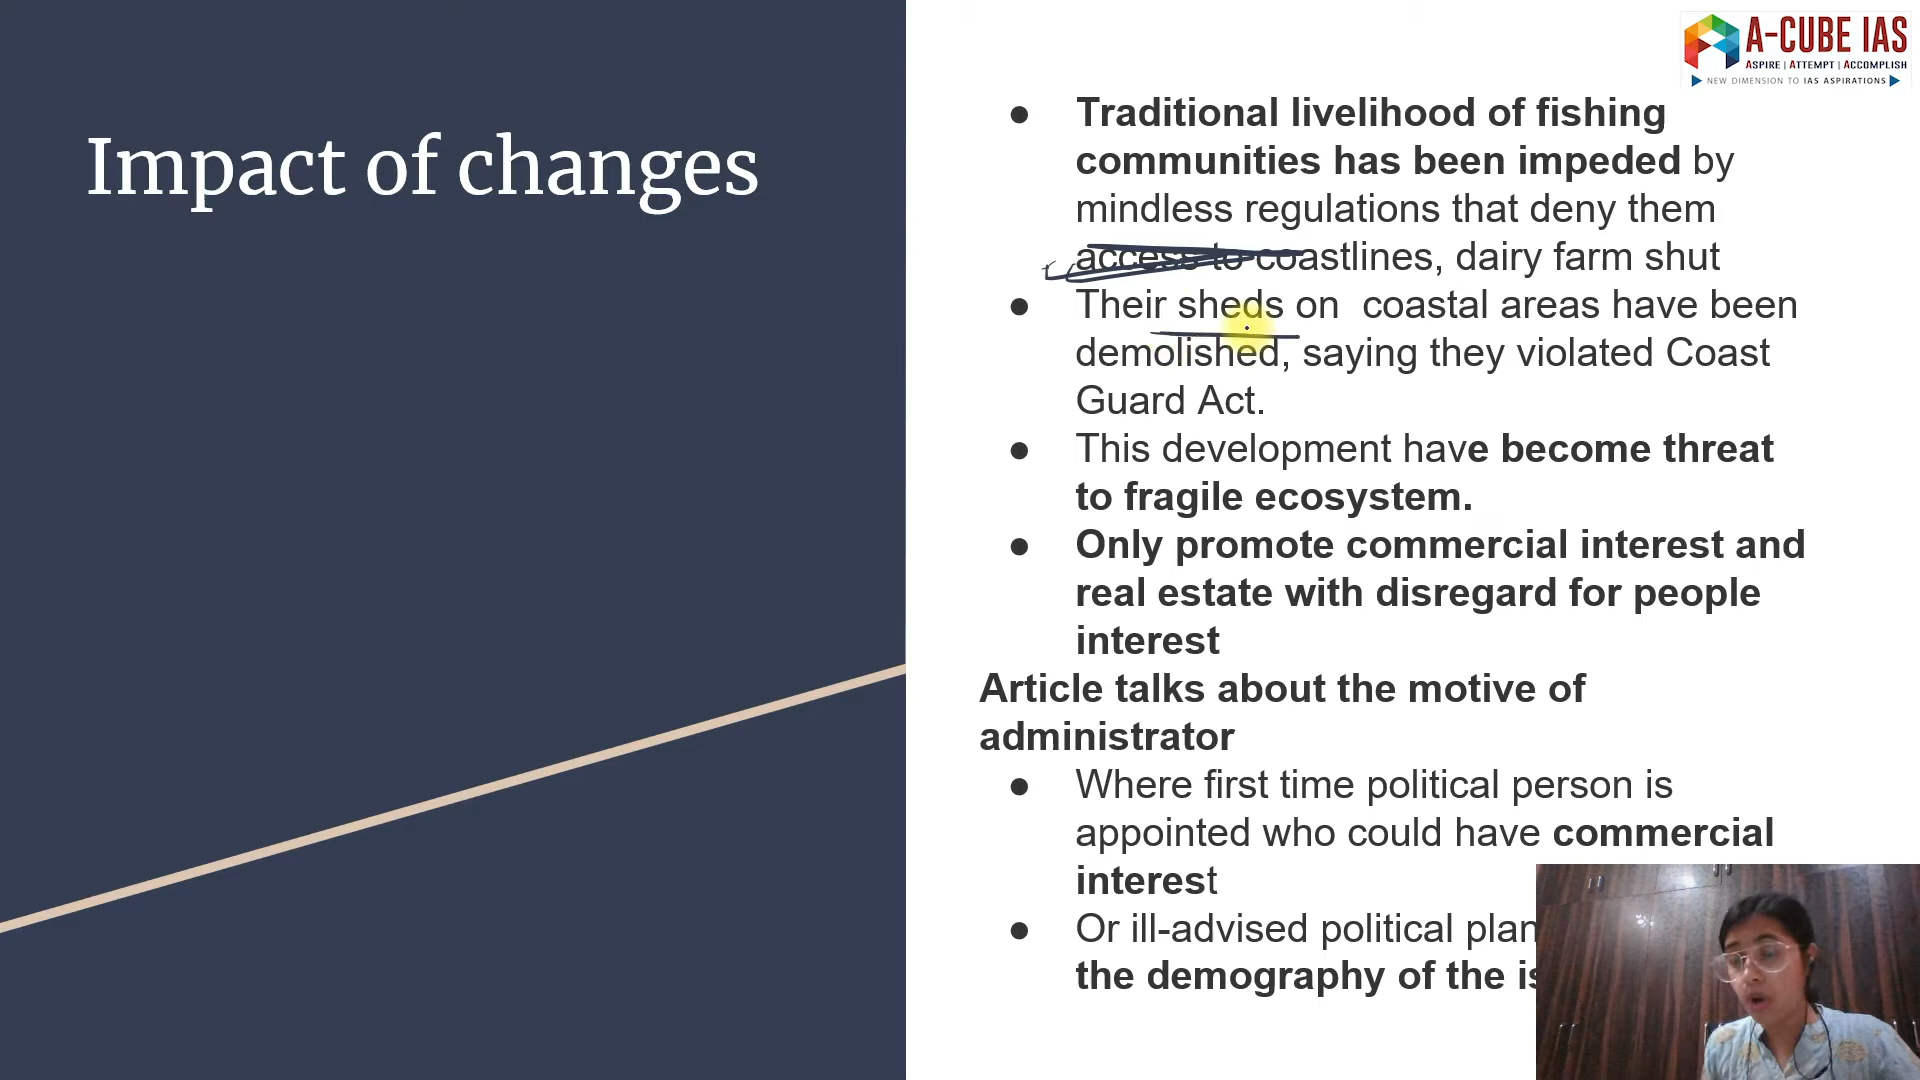 A-CUBE IAS
ASPIRE | ATTEMPT | ACCOMPLISH
NEW DIMENSION TO IAS ASPIRATIONS
Impact of changes
● Traditional livelihood of fishing
communities has been impeded by
mindless regulations that deny them
access to coastlines, dairy farm shut
● Their sheds on coastal areas have been
demolished, saying they violated Coast
Guard Act.
● This development have become threat
to fragile ecosystem.
● Only promote commercial interest and
real estate with disregard for people
interest
Article talks about the motive of
administrator
● Where first time political person is
appointed who could have commercial
interest
● Or ill-advised political plan
the demography of the